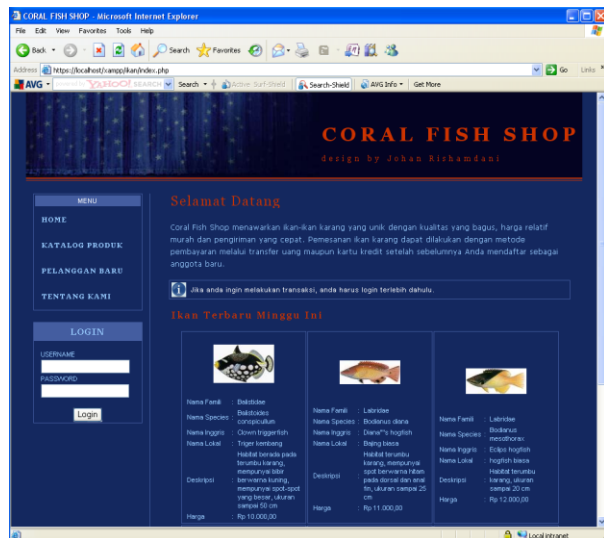 CORAL FISH SHOP - Microsoft Internet Explorer
File Edit View Favorites Tools Help
Back Search Favorites
Address https://localhost/xampp/ikan/index.php Go Links
AVG YAHOO! SEARCH Search Active Surf-Shield Search-Shield AVG Info Get More
CORAL FISH SHOP
design by Johan Rishamdani
MENU
HOME
KATALOG PRODUK
PELANGGAN BARU
TENTANG KAMI
LOGIN
USERNAME
PASSWORD
Login
Selamat Datang
Coral Fish Shop menawarkan ikan-ikan karang yang unik dengan kualitas yang bagus, harga relatif
murah dan pengiriman yang cepat. Pemesanan ikan karang dapat dilakukan dengan metode
pembayaran melalui transfer uang maupun kartu kredit setelah sebelumnya Anda mendaftar sebagai
anggota baru.
Jika anda ingin melakukan transaksi, anda harus login terlebih dahulu.
Ikan Terbaru Minggu Ini
Nama Famili : Balistidae
Nama Species : Balistoides
conspicullum
Nama Inggris : Clown triggerfish
Nama Lokal : Triger kembang
Deskripsi : Habitat berada pada
terumbu karang,
mempunyai bibir
berwarna kuning,
mempunyai spot-spot
yang besar, ukuran
sampai 50 cm
Harga : Rp 10.000,00
Nama Famili : Labridae
Nama Species : Bodianus diana
Nama Inggris : Diana""s hogfish
Nama Lokal : Bajing biasa
Deskripsi : Habitat terumbu
karang, mempunyai
spot berwarna hitam
pada dorsal dan anal
fin, ukuran sampai 25
cm
Harga : Rp 11.000,00
Nama Famili : Labridae
Nama Species : Bodianus
mesothorax
Nama Inggris : Eclips hogfish
Nama Lokal : hogfish biasa
Deskripsi : Habitat terumbu
karang, ukuran
sampai 20 cm
Harga : Rp 12.000,00
Local intranet